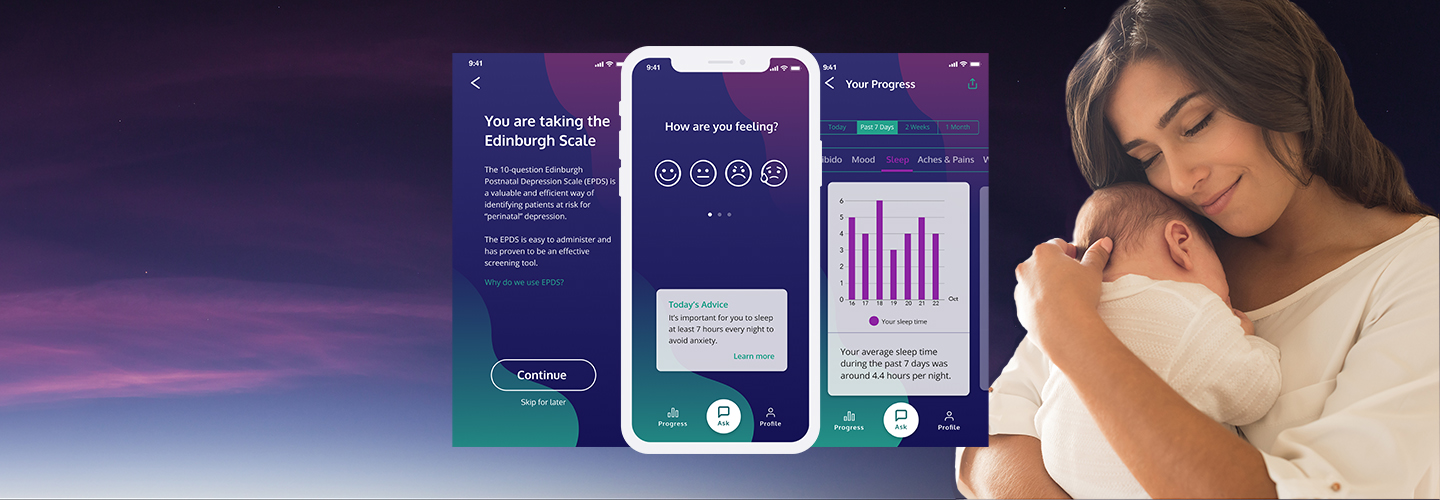 9:41
You are taking the
Edinburgh Scale
The 10-question Edinburgh
Postnatal Depression Scale (EPDS) is
a valuable and efficient way of
identifying patients at risk for
“perinatal” depression.
The EPDS is easy to administer and
has proven to be an effective
screening tool.
Why do we use EPDS?
Continue
Skip for later
9:41
How are you feeling?
Today's Advice
It's important for you to sleep
at least 7 hours every night to
avoid anxiety.
Learn more
Progress
Ask
Profile
9:41
Your Progress
Today Past 7 Days 2 Weeks 1 Month
ibido Mood Sleep Aches & Pains W
6
5
4
3
2
1
0
16 17 18 19 20 21 22 Oct
Your sleep time
Your average sleep time
during the past 7 days was
around 4.4 hours per night.
Progress
Ask
Profile